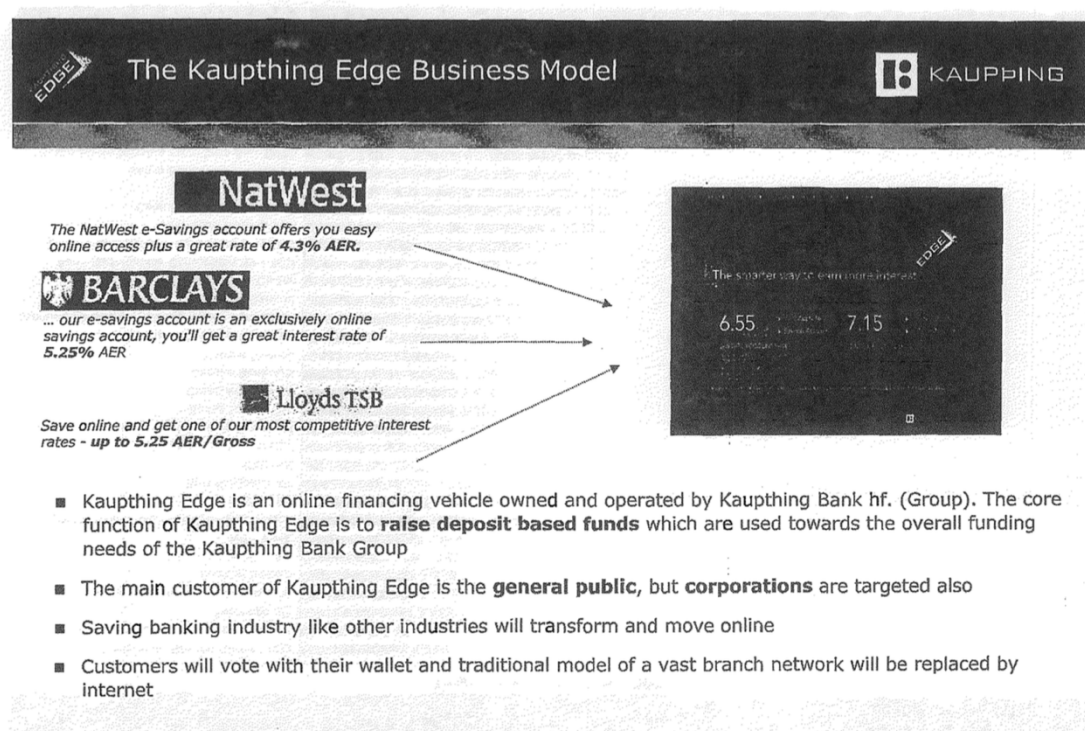 EDGE
The Kaupthing Edge Business Model
KAUPÞING
NatWest
The NatWest e-Savings account offers you easy
online access plus a great rate of 4.3% AER.
BARCLAYS
... our e-savings account is an exclusively online
savings account, you'll get a great interest rate of
5.25% AER
Lloyds TSB
Save online and get one of our most competitive interest
rates - up to 5.25 AER/Gross
EDGE
The smarter way to earn more interest
6.55
7.15
■ Kaupthing Edge is an online financing vehicle owned and operated by Kaupthing Bank hf. (Group). The core
function of Kaupthing Edge is to raise deposit based funds which are used towards the overall funding
needs of the Kaupthing Bank Group
■ The main customer of Kaupthing Edge is the general public, but corporations are targeted also
■ Saving banking industry like other industries will transform and move online
■ Customers will vote with their wallet and traditional model of a vast branch network will be replaced by
internet